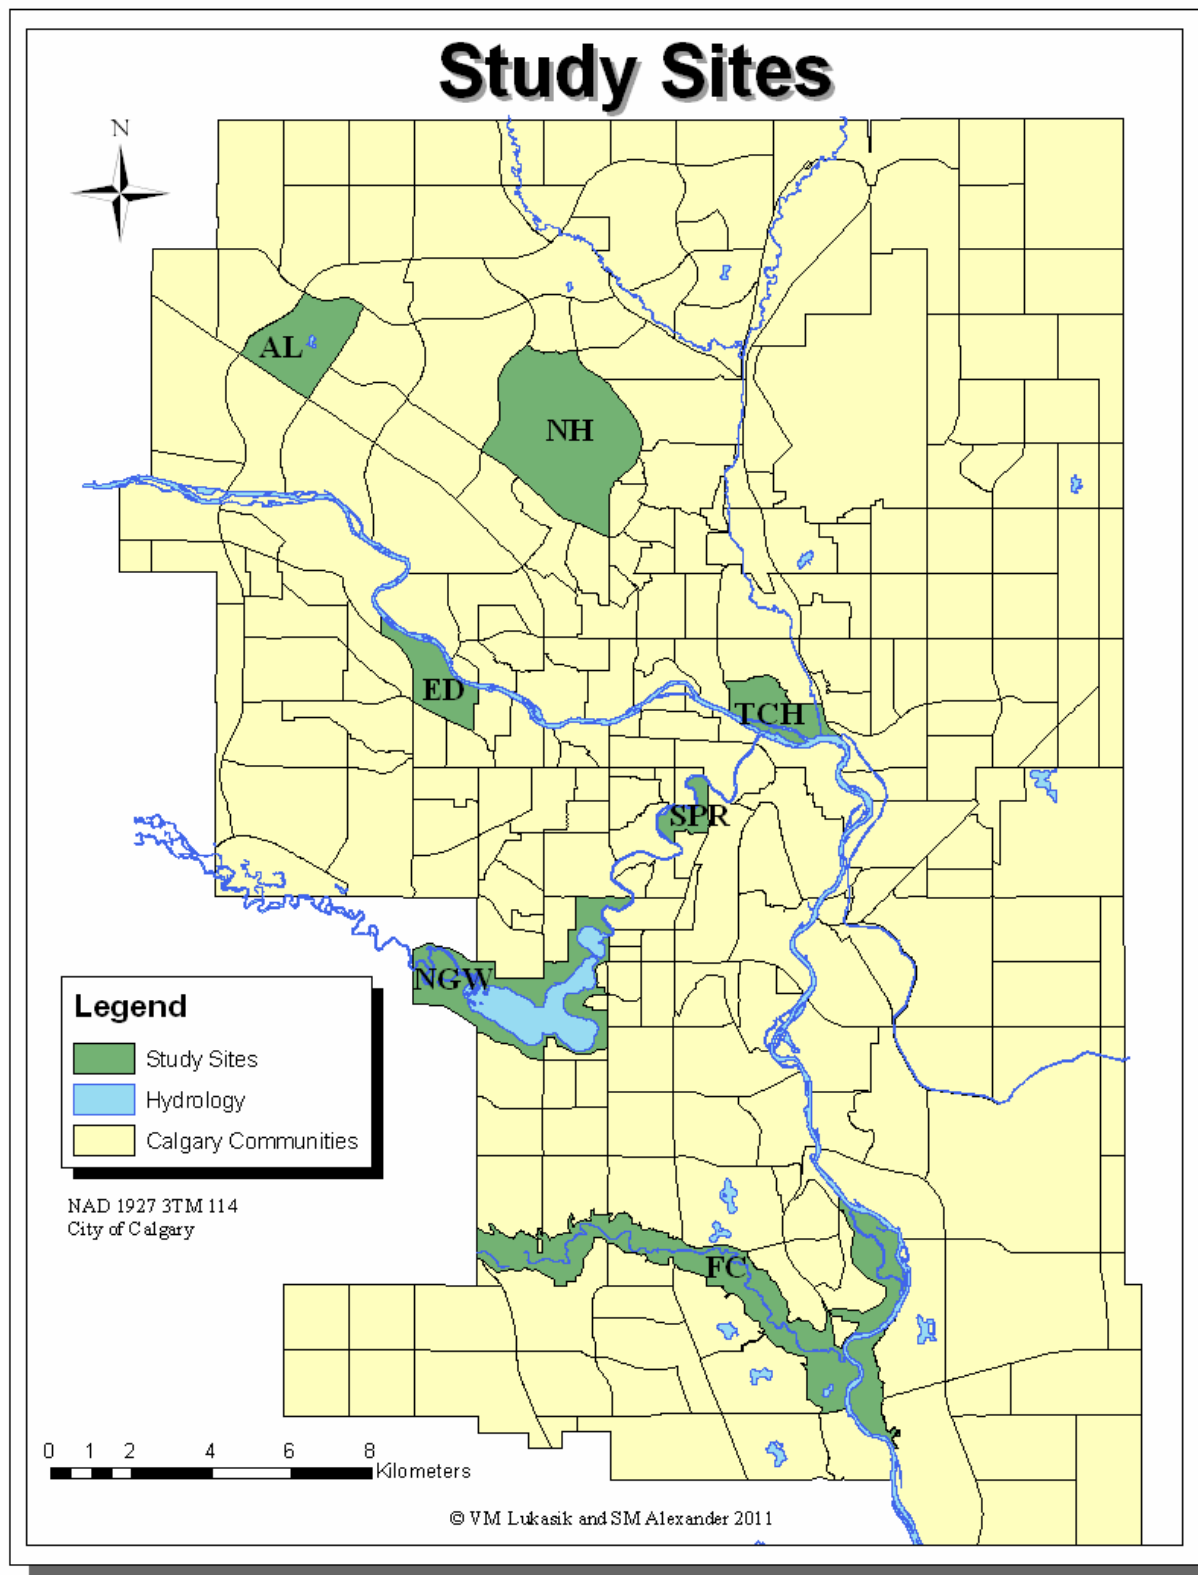 Study Sites
N
AL
NH
ED
TCH
SPR
NGW
Legend
Study Sites
Hydrology
Calgary Communities
NAD 1927 3TM 114
City of Calgary
FC
0 1 2 4 6 8
Kilometers
© VM Lukasik and SM Alexander 2011